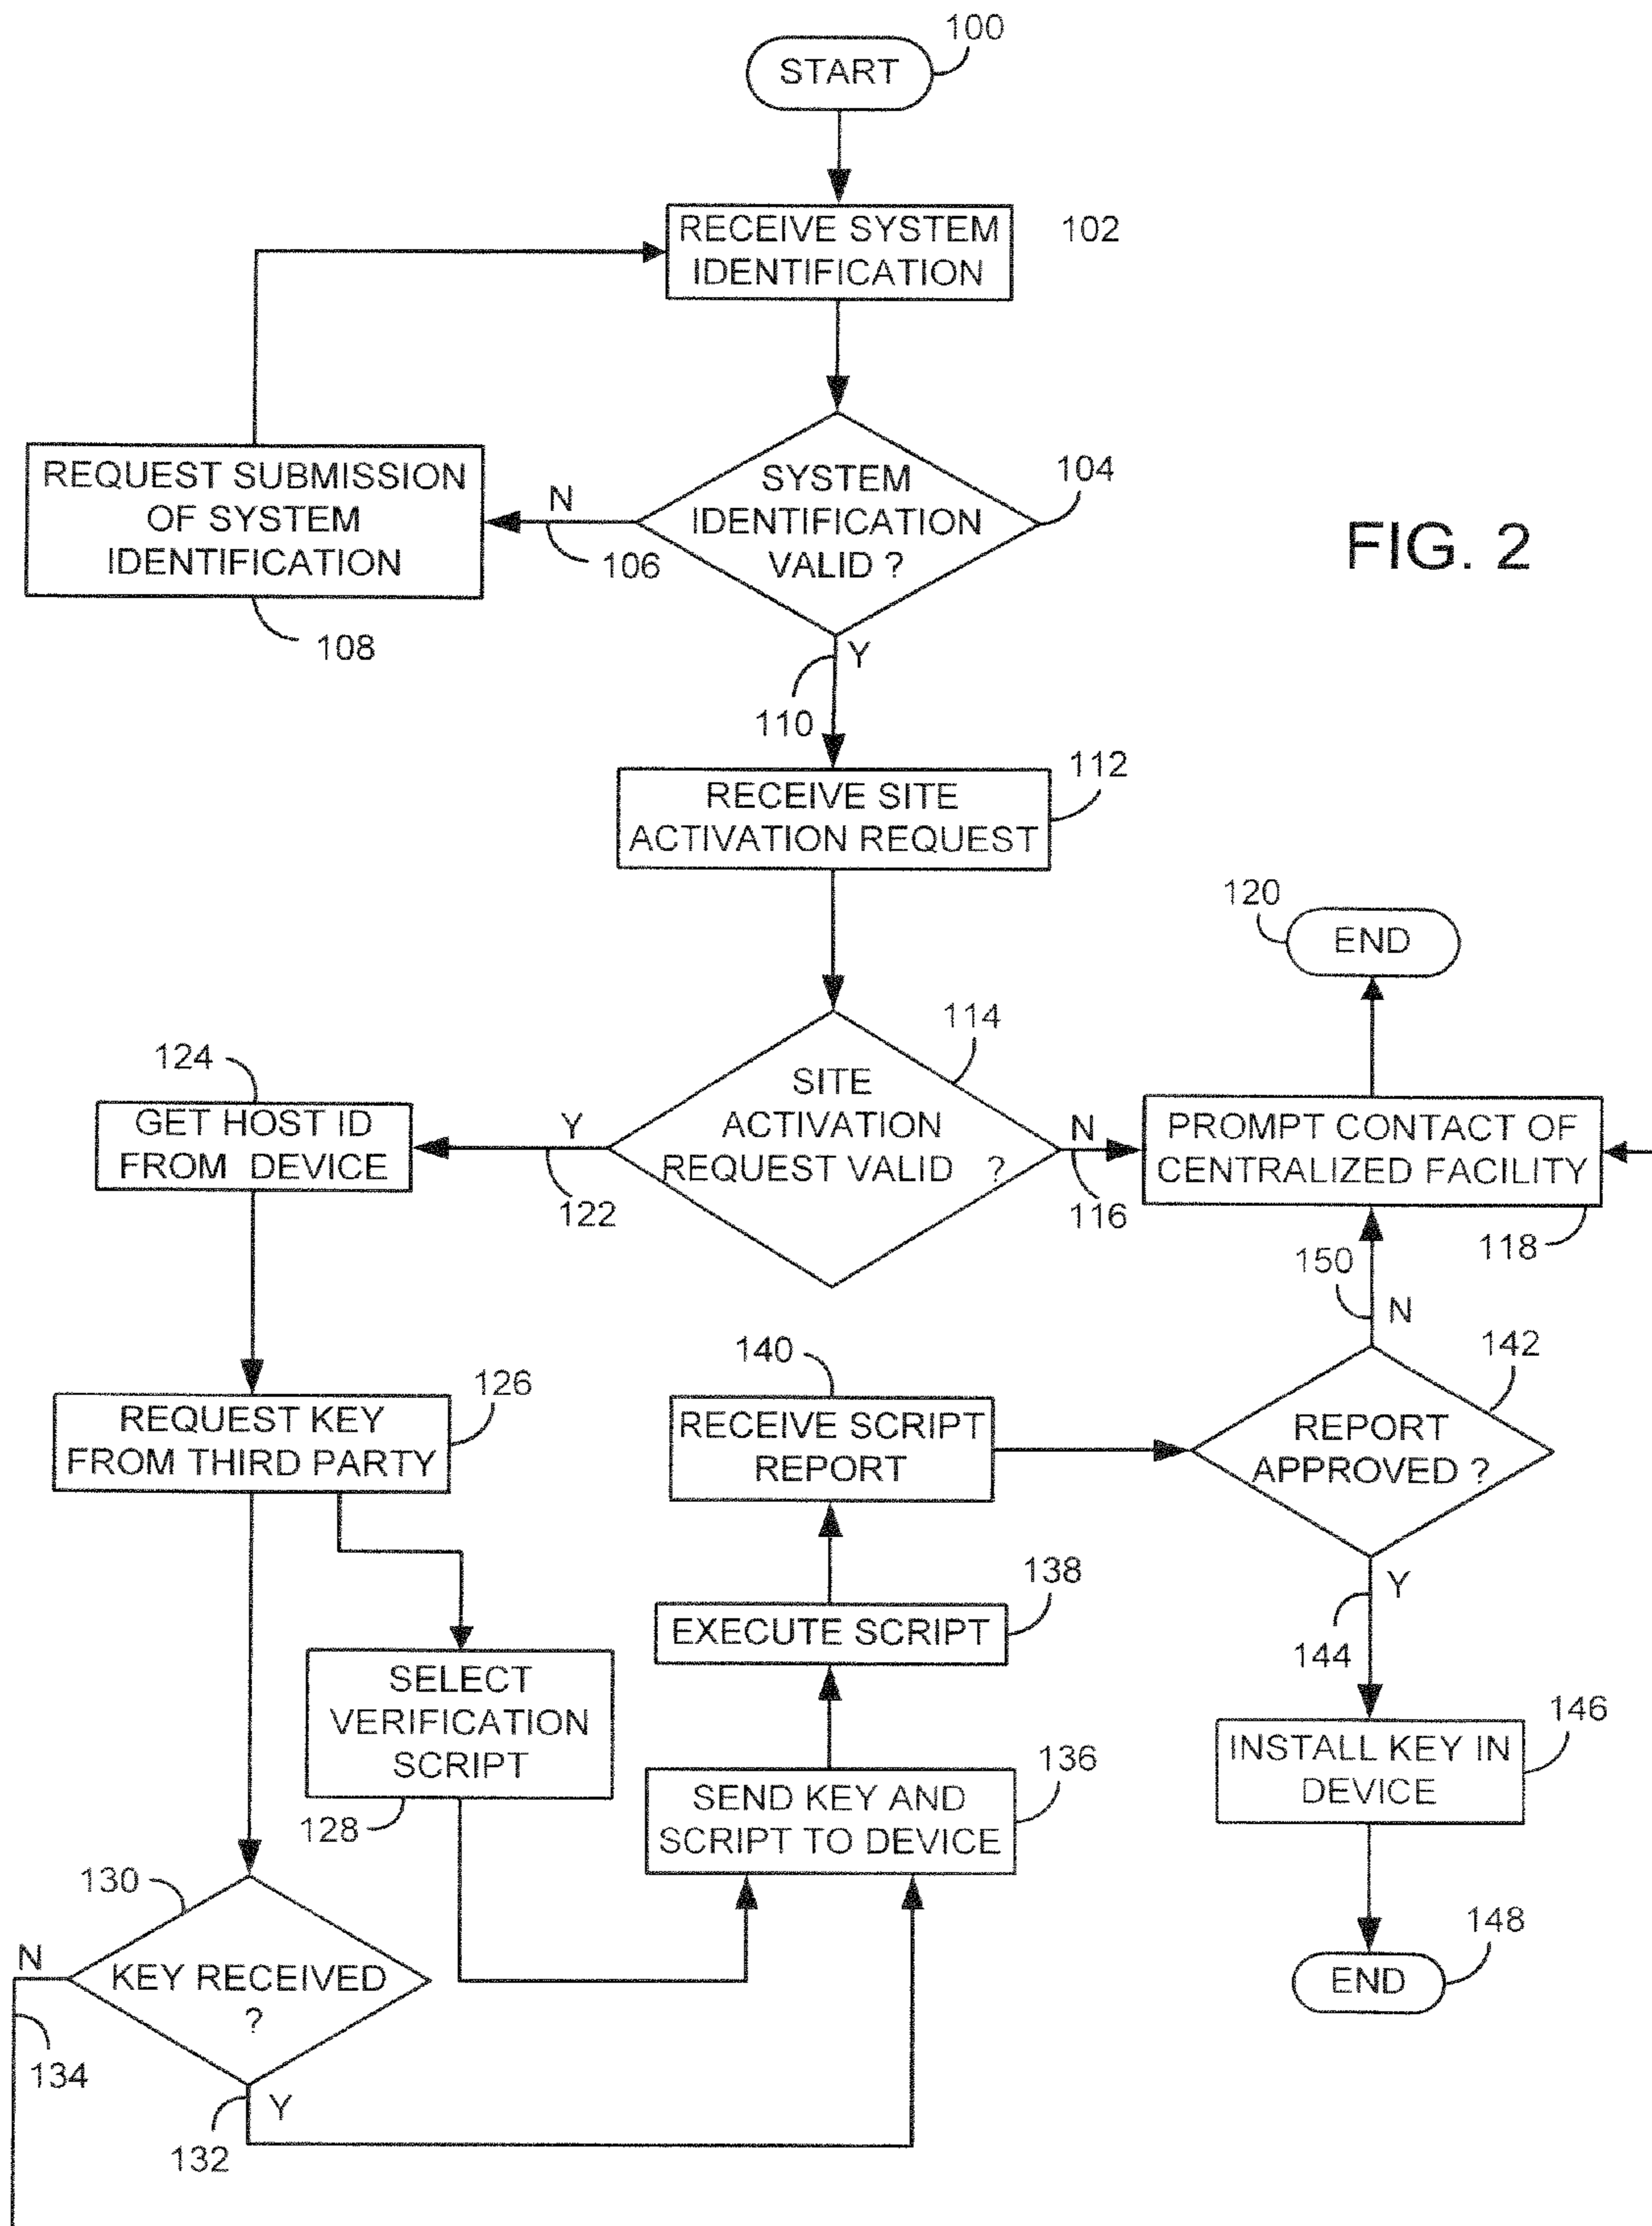 100
START
RECEIVE SYSTEM
IDENTIFICATION
102
REQUEST SUBMISSION
OF SYSTEM
IDENTIFICATION
108
N
106
SYSTEM
IDENTIFICATION
VALID ?
104
FIG. 2
Y
110
RECEIVE SITE
ACTIVATION REQUEST
112
120
END
124
GET HOST ID
FROM DEVICE
Y
122
SITE
ACTIVATION
REQUEST VALID ?
114
N
116
PROMPT CONTACT OF
CENTRALIZED FACILITY
118
150
N
REQUEST KEY
FROM THIRD PARTY
126
140
RECEIVE SCRIPT
REPORT
REPORT
APPROVED ?
142
138
EXECUTE SCRIPT
Y
144
SELECT
VERIFICATION
SCRIPT
128
SEND KEY AND
SCRIPT TO DEVICE
136
INSTALL KEY IN
DEVICE
146
130
KEY RECEIVED
?
N
134
Y
132
END
148